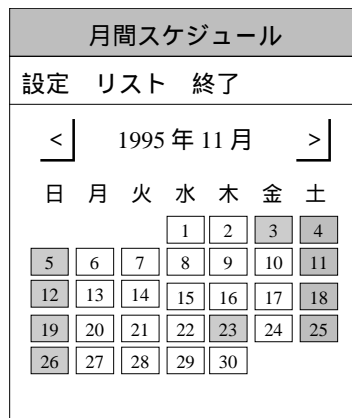 月間スケジュール
設定 リスト 終了
< 1995 年 11 月 >
日 月 火 水 木 金 土
1 2 3 4
5 6 7 8 9 10 11
12 13 14 15 16 17 18
19 20 21 22 23 24 25
26 27 28 29 30